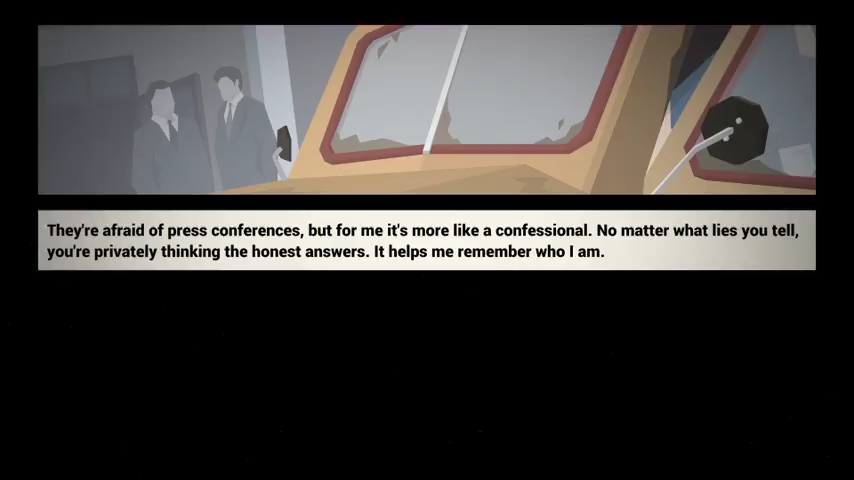 They're afraid of press conferences, but for me it's more like a confessional. No matter what lies you tell,
you're privately thinking the honest answers. It helps me remember who I am.